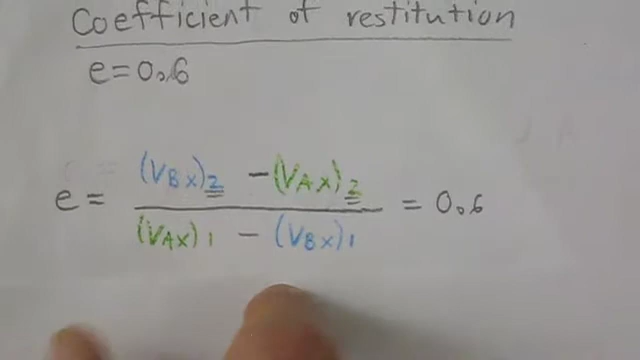 Coefficient of restitution
e=0.6
e = (VBx)2 -(VAx)2 / (VAx)1 - (VBx)1 = 0.6